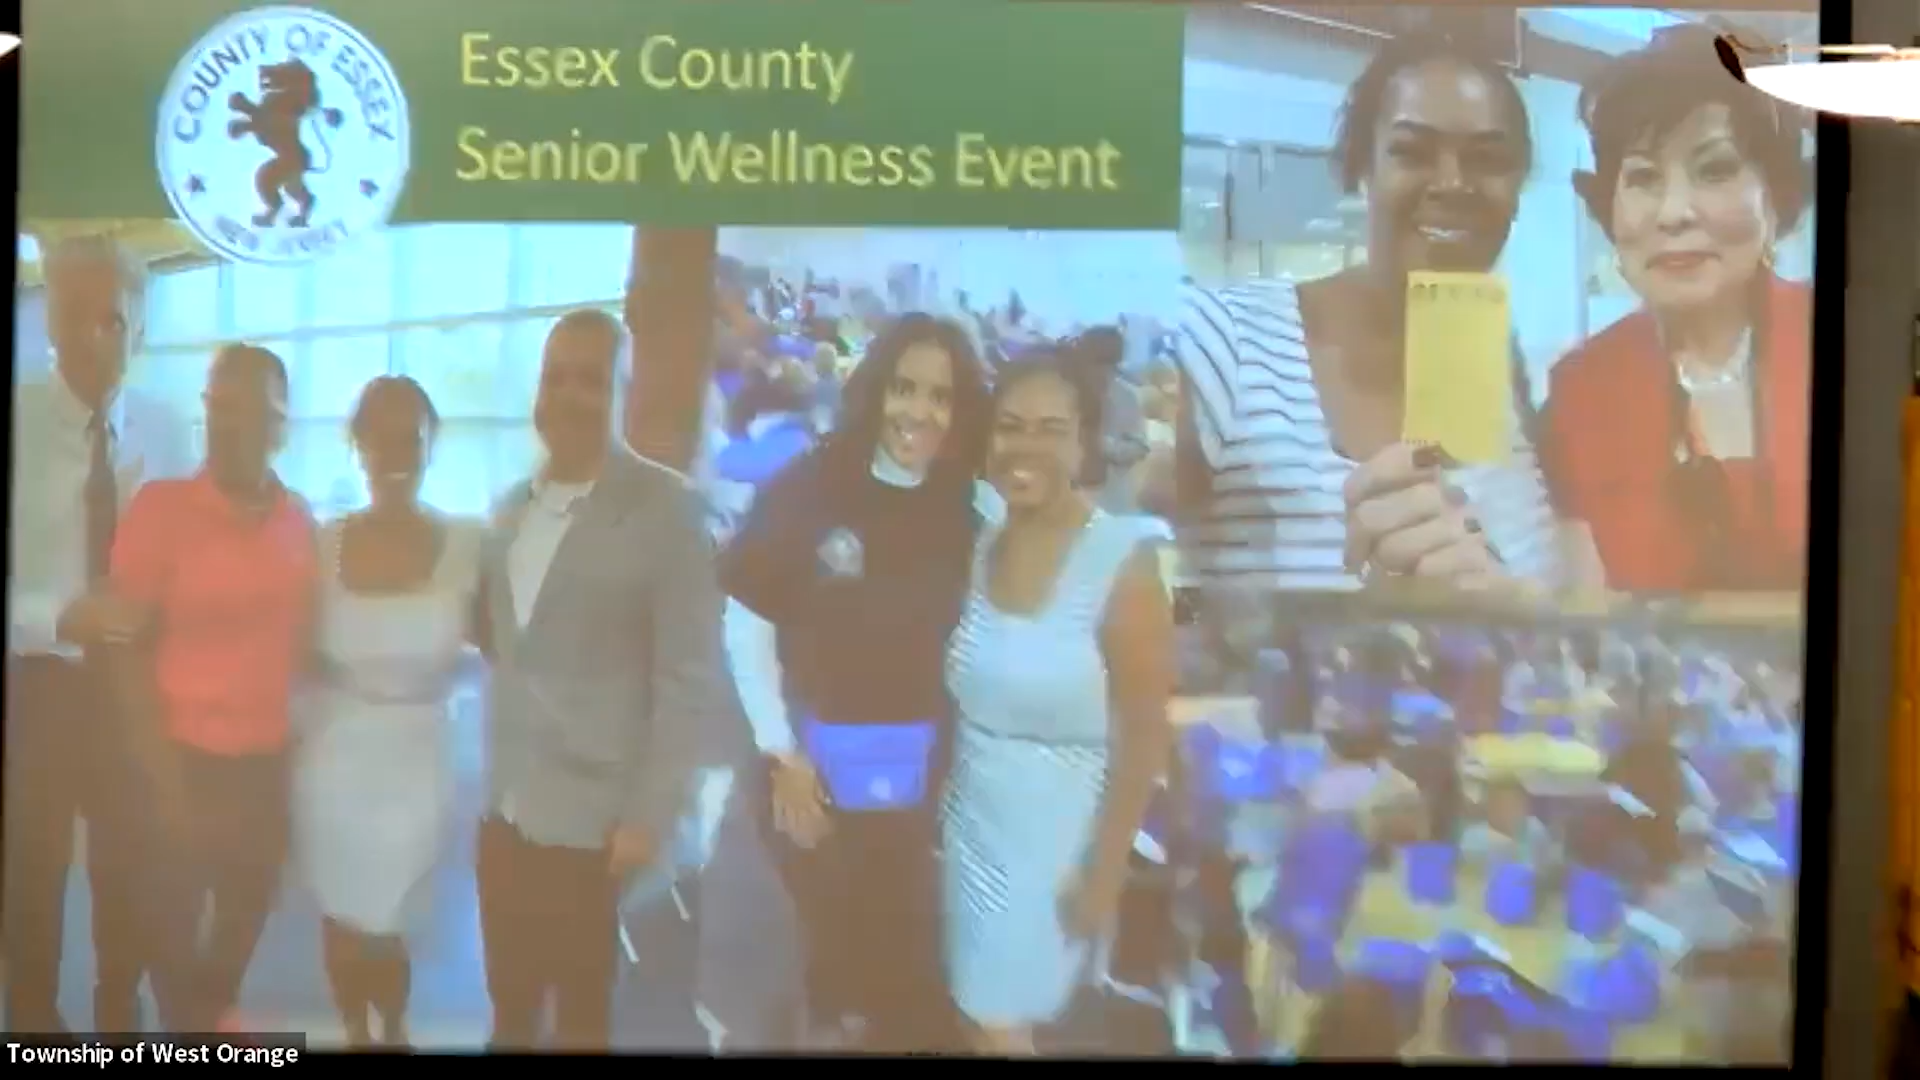 COUNTY OF ESSEX
NEW JERSEY
Essex County
Senior Wellness Event
Township of West Orange